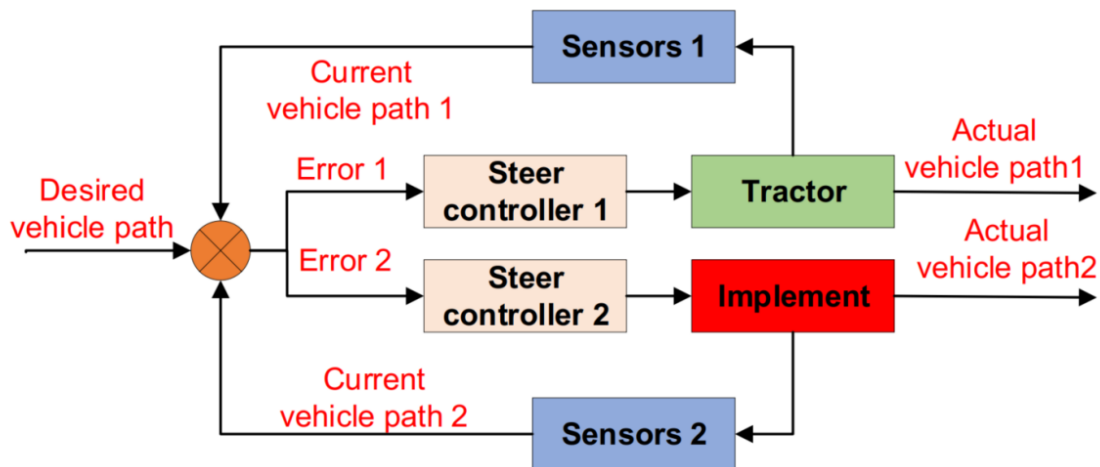 Sensors 1
Current
vehicle path 1
Actual
vehicle path1
Error 1
Steer
controller 1
Tractor
Desired
vehicle path
Error 2
Steer
controller 2
Implement
Actual
vehicle path2
Current
vehicle path 2
Sensors 2